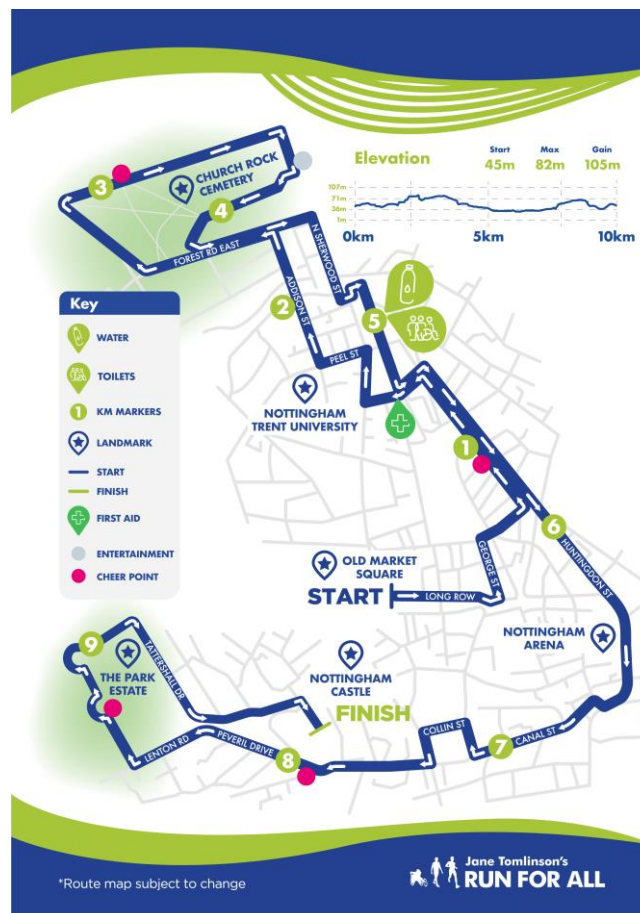 Elevation
Start
45m
Max
82m
Gain
105m
107m
71m
36m
1m
0km
5km
10km
3
CHURCH ROCK
CEMETERY
4
FOREST RD EAST
N SHERWOOD ST
ADDISON ST
2
5
PEEL ST
NOTTINGHAM
TRENT UNIVERSITY
1
6
HUNTINGDON ST
GEORGE ST
OLD MARKET
SQUARE
START
LONG ROW
NOTTINGHAM
ARENA
Key
WATER
TOILETS
1
KM MARKERS
LANDMARK
START
FINISH
FIRST AID
ENTERTAINMENT
CHEER POINT
9
THE PARK
ESTATE
TATTERSHALL DR
NOTTINGHAM
CASTLE
FINISH
LENTON RD
PEVERIL DRIVE
8
COLLIN ST
7
CANAL ST
*Route map subject to change
Jane Tomlinson's
RUN FOR ALL